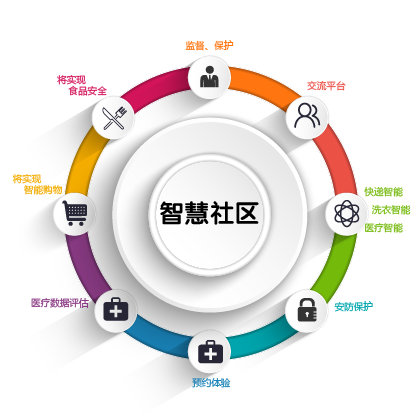 监督、保护
将实现
食品安全
交流平台
将实现
智能购物
快递智能
洗衣智能
医疗智能
智慧社区
医疗数据评估
安防保护
预约体验